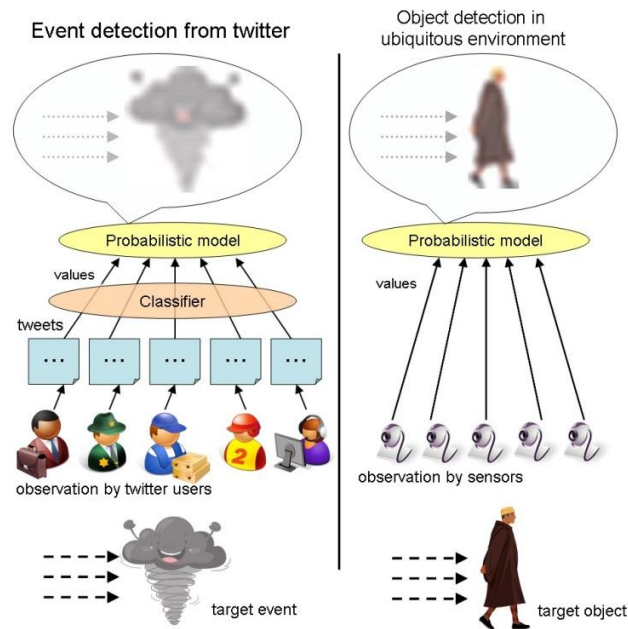 Event detection from twitter
Probabilistic model
values
Classifier
tweets
... ... ... ... ...
2
observation by twitter users
target event
Object detection in
ubiquitous environment
Probabilistic model
values
observation by sensors
target object